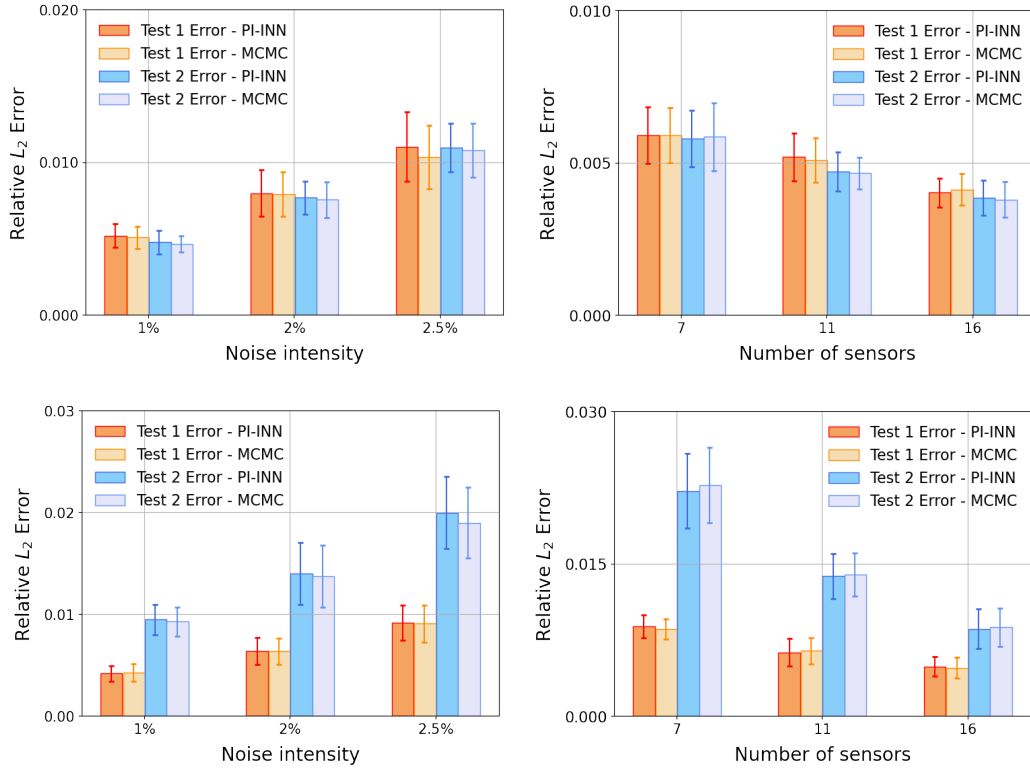 0.020
0.010
0.000
Relative L₂ Error
Test 1 Error - PI-INN
Test 1 Error - MCMC
Test 2 Error - PI-INN
Test 2 Error - MCMC
1%
2%
2.5%
Noise intensity
0.010
0.005
0.000
Relative L₂ Error
Test 1 Error - PI-INN
Test 1 Error - MCMC
Test 2 Error - PI-INN
Test 2 Error - MCMC
7
11
16
Number of sensors
0.03
0.02
0.01
0.00
Relative L₂ Error
Test 1 Error - PI-INN
Test 1 Error - MCMC
Test 2 Error - PI-INN
Test 2 Error - MCMC
1%
2%
2.5%
Noise intensity
0.030
0.015
0.000
Relative L₂ Error
Test 1 Error - PI-INN
Test 1 Error - MCMC
Test 2 Error - PI-INN
Test 2 Error - MCMC
7
11
16
Number of sensors